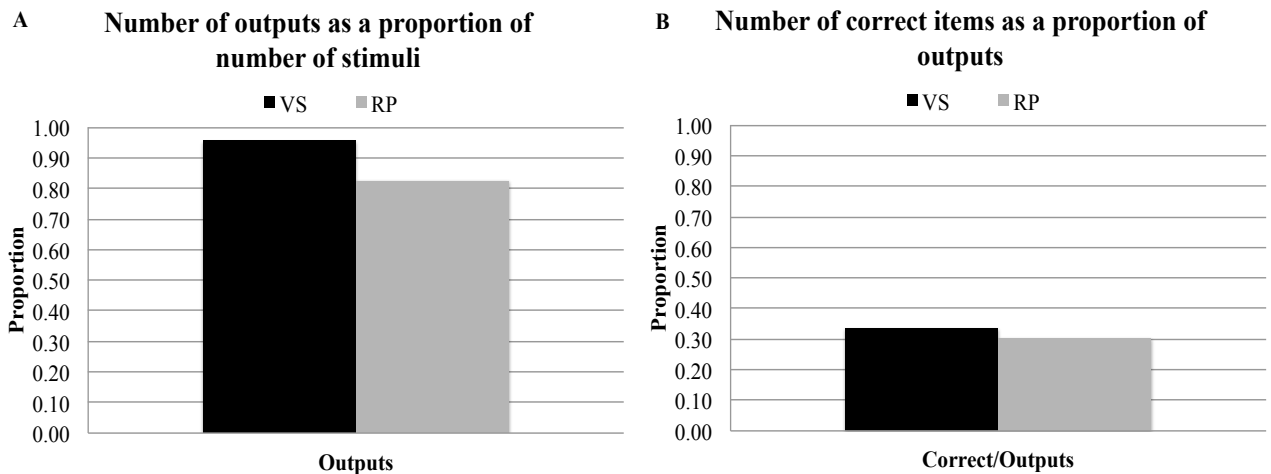 A
Number of outputs as a proportion of
number of stimuli
VS RP
1.00
0.90
0.80
0.70
0.60
0.50
0.40
0.30
0.20
0.10
0.00
Proportion
Outputs
B
Number of correct items as a proportion of
outputs
VS RP
1.00
0.90
0.80
0.70
0.60
0.50
0.40
0.30
0.20
0.10
0.00
Proportion
Correct/Outputs